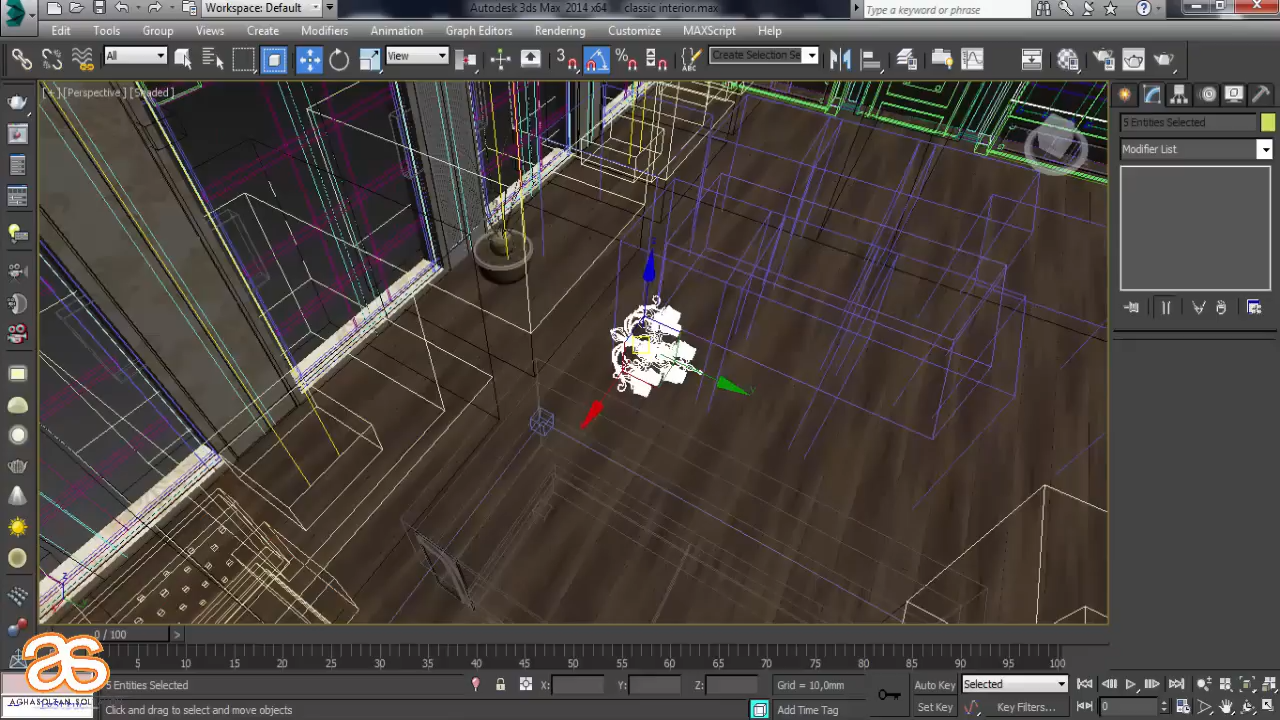 Workspace: Default
Autodesk 3ds Max 2014 x64 classic interior.max
Type a keyword or phrase
Edit Tools Group Views Create Modifiers Animation Graph Editors Rendering Customize MAXScript Help
All
View
3
Create Selection Se
[ + ] [Perspective ] [Shaded ]
5 Entities Selected
Modifier List
0 / 100
5 10 15 20 25 30 35 40 45 50 55 60 65 70 75 80 85 90 95 100
5 Entities Selected X: Y: Z: Grid = 10,0mm Auto Key Selected
Click and drag to select and move objects Add Time Tag Set Key Key Filters... 0
as
AGHASOLTAN.SOL